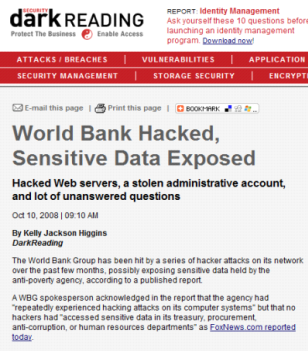 SECURITY
dark READING
Protect The Business Enable Access
REPORT: Identity Management
Ask yourself these 10 questions before
launching an identity management
program. Download now!
ATTACKS / BREACHES | VULNERABILITIES | APPLICATION
SECURITY MANAGEMENT | STORAGE SECURITY | ENCRYPT
E-mail this page | Print this page | BOOKMARK
World Bank Hacked,
Sensitive Data Exposed
Hacked Web servers, a stolen administrative account,
and lot of unanswered questions
Oct 10, 2008 | 09:10 AM
By Kelly Jackson Higgins
DarkReading
The World Bank Group has been hit by a series of hacker attacks on its network
over the past few months, possibly exposing sensitive data held by the
anti-poverty agency, according to a published report.
A WBG spokesperson acknowledged in the report that the agency had
"repeatedly experienced hacking attacks on its computer systems" but that no
hackers had "accessed sensitive data in its treasury, procurement,
anti-corruption, or human resources departments" as FoxNews.com reported
today.